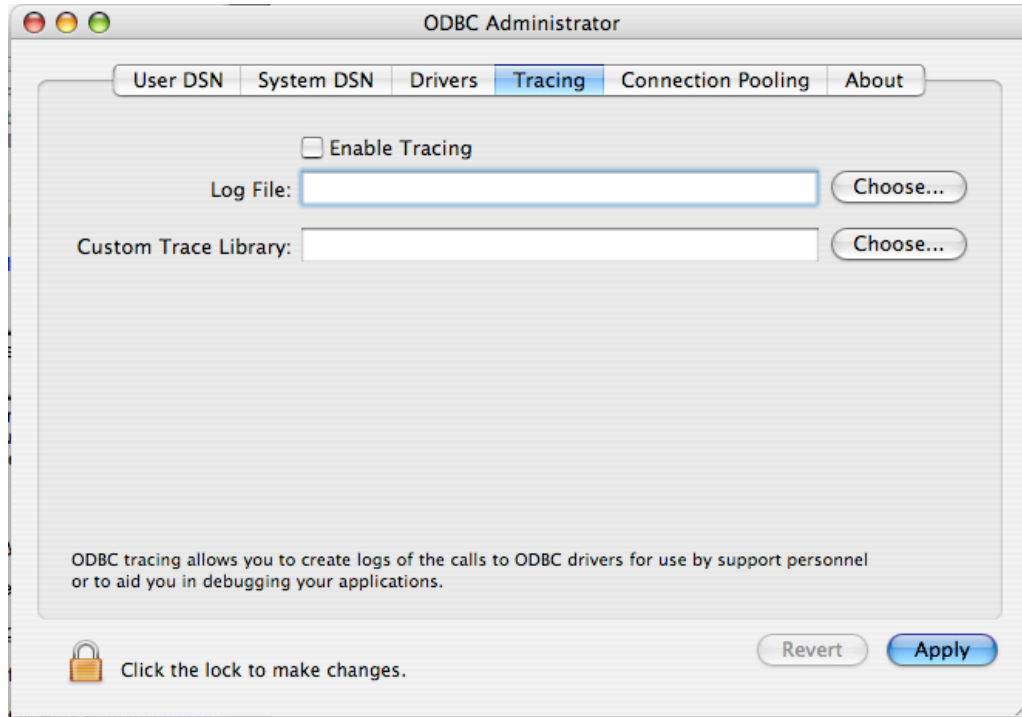 ODBC Administrator
User DSN System DSN Drivers Tracing Connection Pooling About
Enable Tracing
Log File: Choose...
Custom Trace Library: Choose...
ODBC tracing allows you to create logs of the calls to ODBC drivers for use by support personnel
or to aid you in debugging your applications.
Click the lock to make changes. Revert Apply